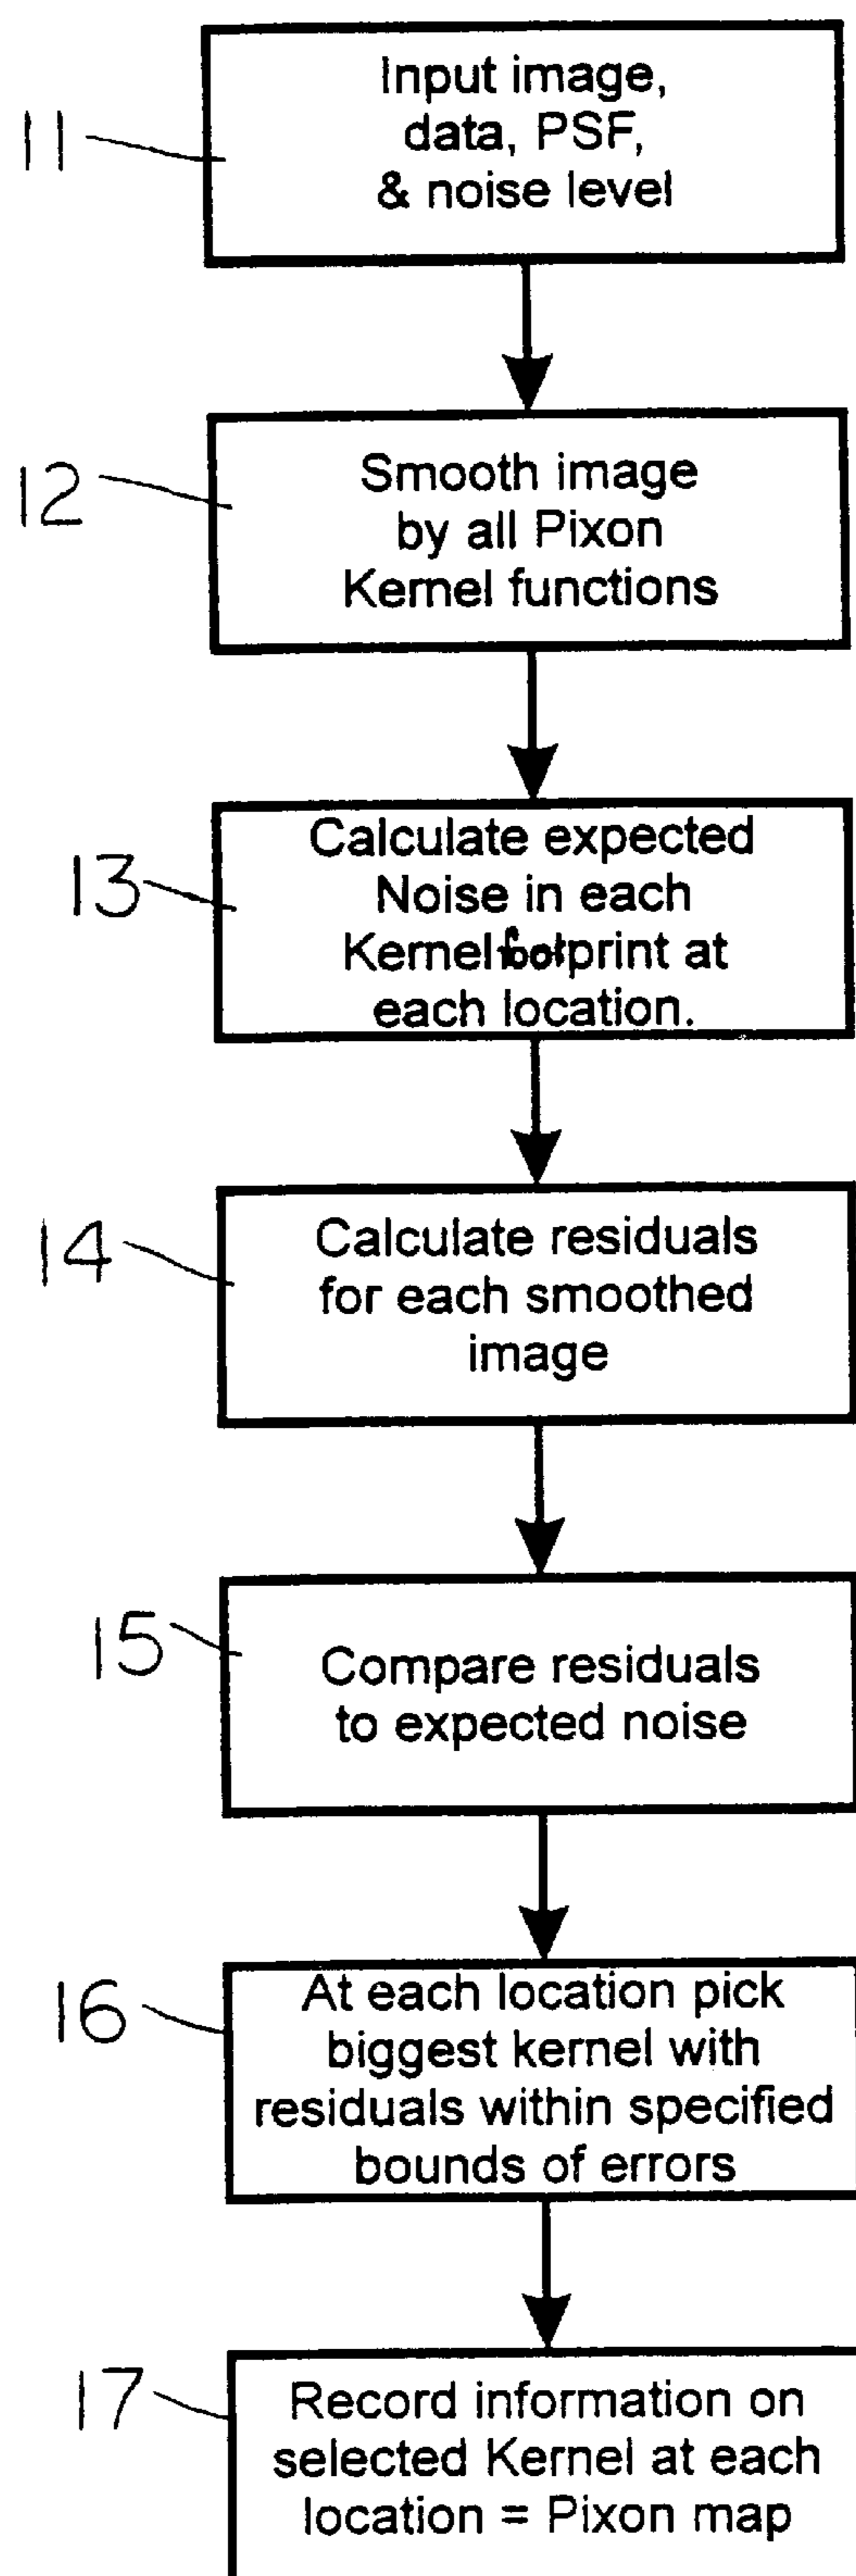 11
Input image,
data, PSF,
& noise level
12
Smooth image
by all Pixon
Kernel functions
13
Calculate expected
Noise in each
Kernel footprint at
each location.
14
Calculate residuals
for each smoothed
image
15
Compare residuals
to expected noise
16
At each location pick
biggest kernel with
residuals within specified
bounds of errors
17
Record information on
selected Kernel at each
location = Pixon map